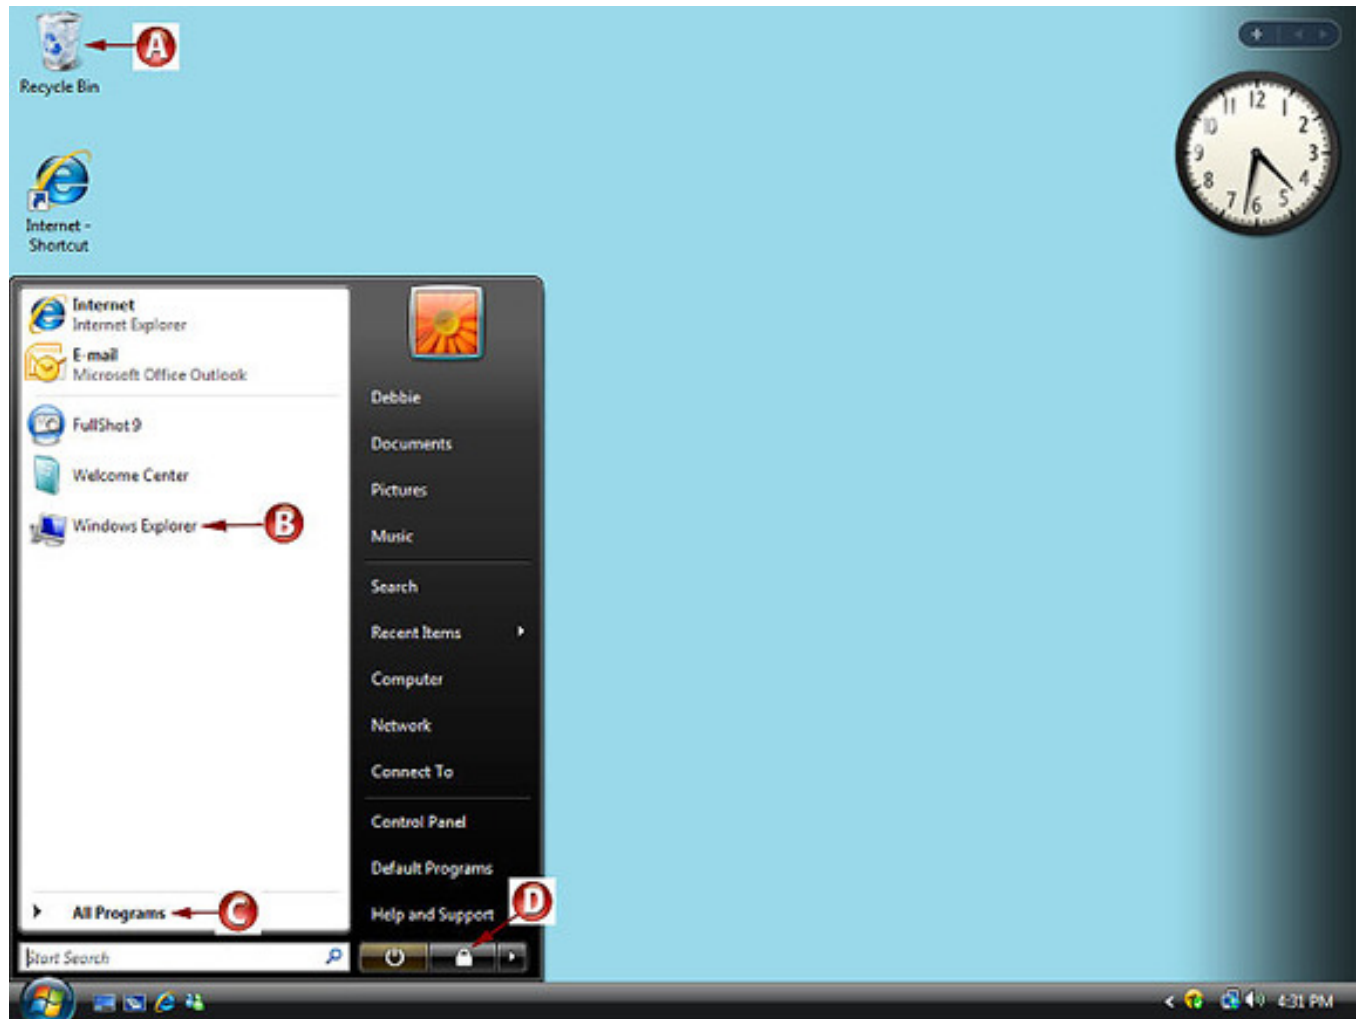 A
Recycle Bin
Internet -
Shortcut
11 12 1
10 2
9 3
8 4
7 6 5
Internet
Internet Explorer
E-mail
Microsoft Office Outlook
FullShot 9
Welcome Center
Windows Explorer
B
All Programs
C
Start Search
Debbie
Documents
Pictures
Music
Search
Recent Items
Computer
Network
Connect To
Control Panel
Default Programs
Help and Support
D
4:31 PM